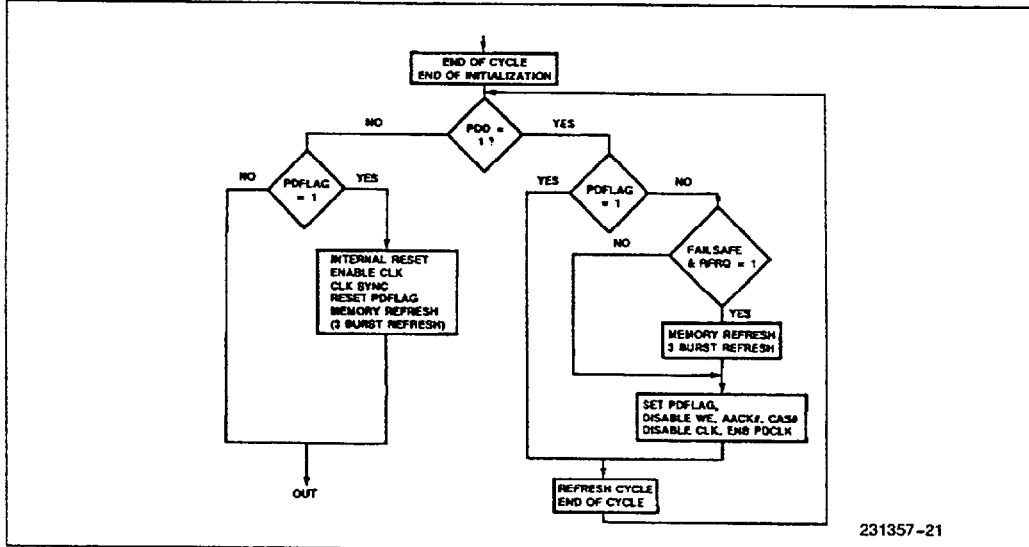 END OF CYCLE
END OF INITIALIZATION
NO
PDD =
1 ?
YES
NO
PDFLAG
= 1
YES
YES
PDFLAG
= 1
NO
NO
FAILSAFE
& RFRQ = 1
INTERNAL RESET
ENABLE CLK
CLK SYNC
RESET PDFLAG
MEMORY REFRESH
(3 BURST REFRESH)
YES
MEMORY REFRESH
3 BURST REFRESH
SET PDFLAG,
DISABLE WE, AACK#, CAS#
DISABLE CLK, ENB PDCLK
OUT
REFRESH CYCLE
END OF CYCLE
231357-21